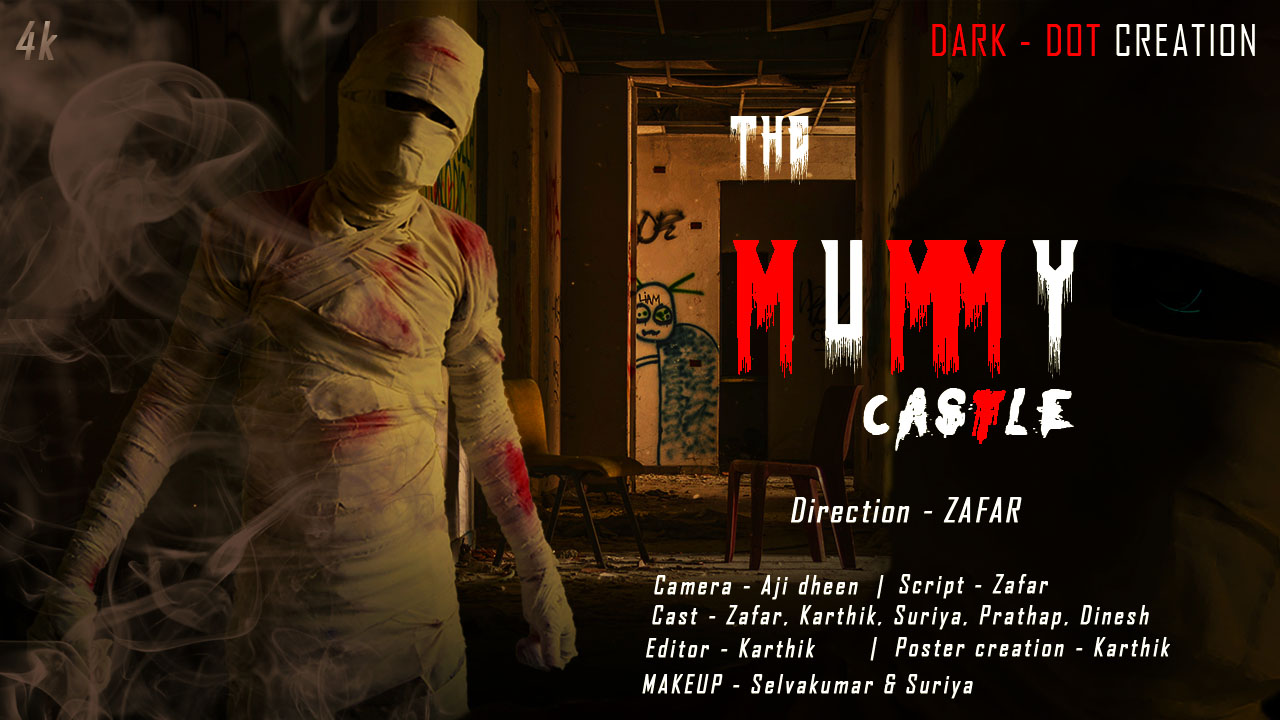 4k
DARK - DOT CREATION
THE
MUMMY
CASTLE
LIAM
Direction - ZAFAR
Camera - Aji dheen | Script - Zafar
Cast - Zafar, Karthik, Suriya, Prathap, Dinesh
Editor - Karthik | Poster creation - Karthik
MAKEUP - Selvakumar & Suriya